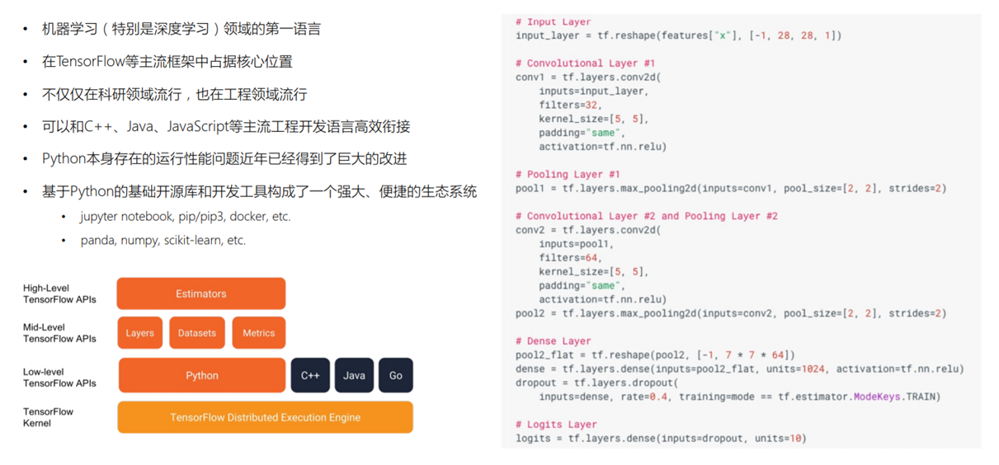 • 机器学习（特别是深度学习）领域的第一语言
• 在TensorFlow等主流框架中占据核心位置
• 不仅仅在科研领域流行，也在工程领域流行
• 可以和C++、Java、JavaScript等主流工程开发语言高效衔接
• Python本身存在的运行性能问题近年已经得到了巨大的改进
• 基于Python的基础开源库和开发工具构成了一个强大、便捷的生态系统
• jupyter notebook, pip/pip3, docker, etc.
• panda, numpy, scikit-learn, etc.
High-Level
TensorFlow APIs
Estimators
Mid-Level
TensorFlow APIs
Layers
Datasets
Metrics
Low-level
TensorFlow APIs
Python
C++
Java
Go
TensorFlow
Kernel
TensorFlow Distributed Execution Engine
# Input Layer
input_layer = tf.reshape(features["x"], [-1, 28, 28, 1])
# Convolutional Layer #1
conv1 = tf.layers.conv2d(
    inputs=input_layer,
    filters=32,
    kernel_size=[5, 5],
    padding="same",
    activation=tf.nn.relu)
# Pooling Layer #1
pool1 = tf.layers.max_pooling2d(inputs=conv1, pool_size=[2, 2], strides=2)
# Convolutional Layer #2 and Pooling Layer #2
conv2 = tf.layers.conv2d(
    inputs=pool1,
    filters=64,
    kernel_size=[5, 5],
    padding="same",
    activation=tf.nn.relu)
pool2 = tf.layers.max_pooling2d(inputs=conv2, pool_size=[2, 2], strides=2)
# Dense Layer
pool2_flat = tf.reshape(pool2, [-1, 7 * 7 * 64])
dense = tf.layers.dense(inputs=pool2_flat, units=1024, activation=tf.nn.relu)
dropout = tf.layers.dropout(
    inputs=dense, rate=0.4, training=mode == tf.estimator.ModeKeys.TRAIN)
# Logits Layer
logits = tf.layers.dense(inputs=dropout, units=10)